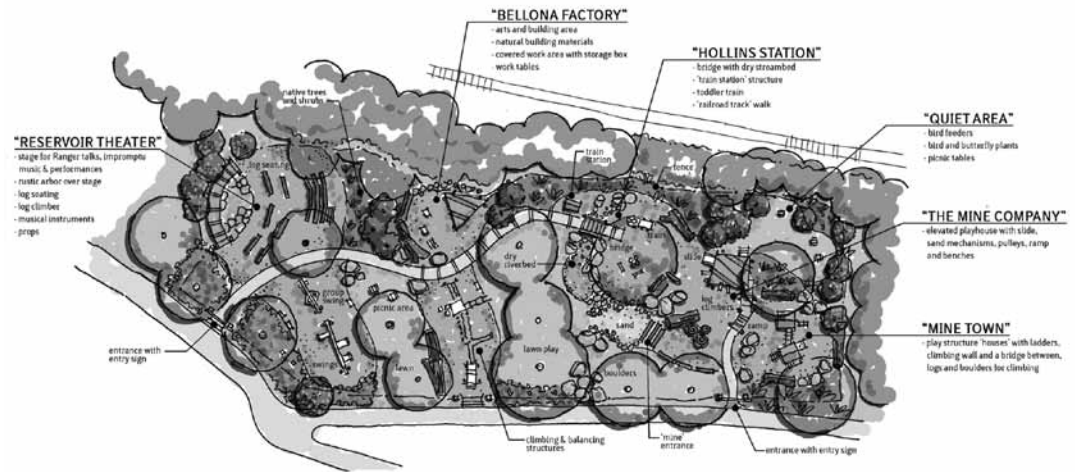 "BELLONA FACTORY"
- arts and building area
- natural building materials
- covered work area with storage box
- work tables
"HOLLINS STATION"
- bridge with dry streambed
- 'train station' structure
- toddler train
- 'railroad track' walk
"QUIET AREA"
- bird feeders
- bird and butterfly plants
- picnic tables
"RESERVOIR THEATER"
- stage for Ranger talks, impromptu
music & performances
- rustic arbor over stage
- log seating
- log climber
- musical instruments
- props
"THE MINE COMPANY"
- elevated playhouse with slide,
sand mechanisms, pulleys, ramp
and benches
"MINE TOWN"
- play structure 'houses' with ladders,
climbing wall and a bridge between,
logs and boulders for climbing
native trees
and shrubs
log seating
train
station
fence
train
bridge
dry
riverbed
slide
log
climbers
ramp
sand
group
swing
picnic area
swings
lawn
lawn play
boulders
entrance with
entry sign
climbing & balancing
structures
'mine'
entrance
entrance with entry sign